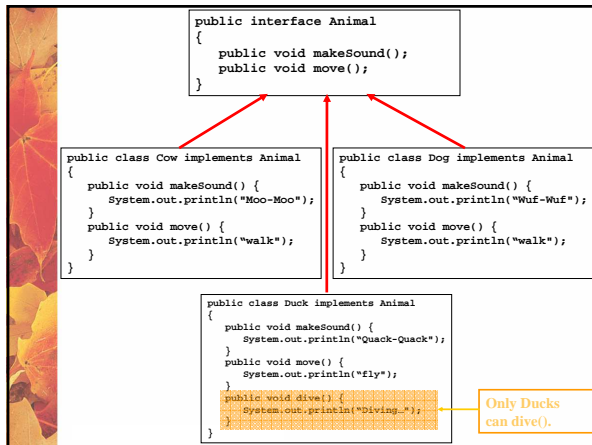 public interface Animal
{
public void makeSound();
public void move();
}
public class Cow implements Animal
{
public void makeSound() {
System.out.println("Moo-Moo");
}
public void move() {
System.out.println(“walk”);
}
}
public class Dog implements Animal
{
public void makeSound() {
System.out.println(“Wuf-Wuf”);
}
public void move() {
System.out.println(“walk”);
}
}
public class Duck implements Animal
{
public void makeSound() {
System.out.println(“Quack-Quack”);
}
public void move() {
System.out.println(“fly”);
}
public void dive() {
System.out.println(“Diving…”);
}
}
Only Ducks
can dive().